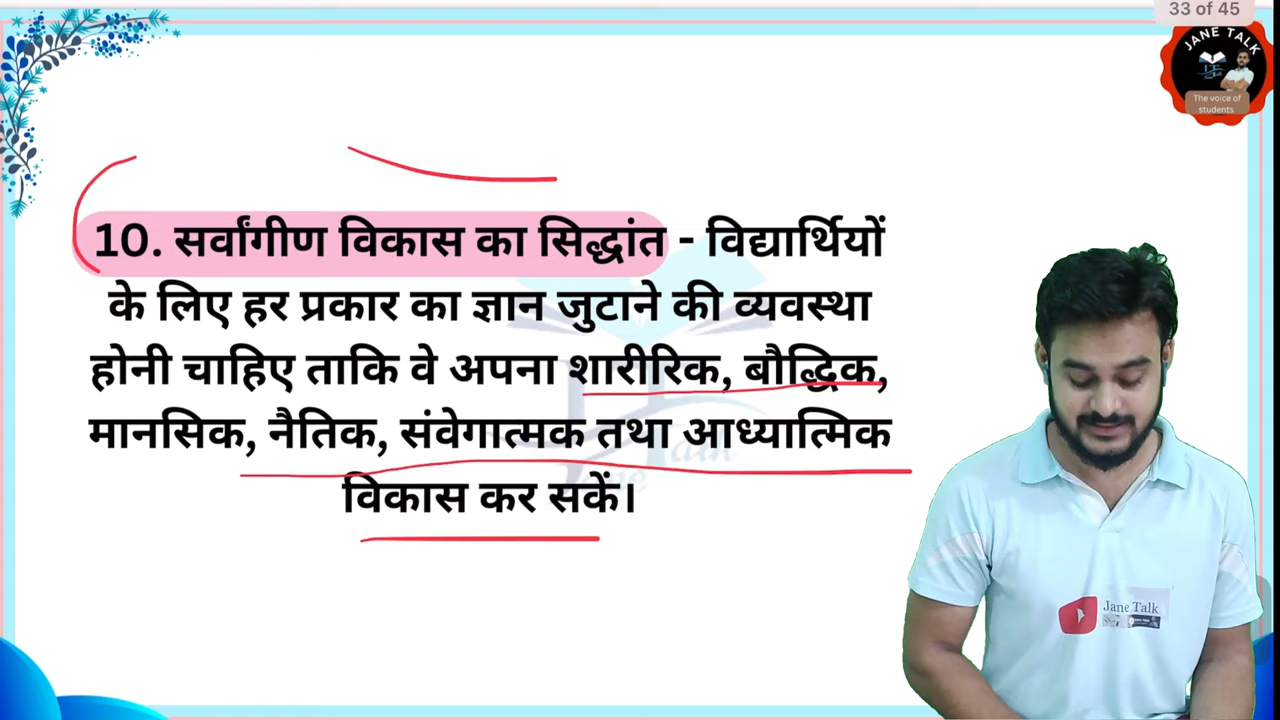 33 of 45
JANE TALK
The voice of
students
10. सर्वांगीण विकास का सिद्धांत - विद्यार्थियों
के लिए हर प्रकार का ज्ञान जुटाने की व्यवस्था
होनी चाहिए ताकि वे अपना शारीरिक, बौद्धिक,
मानसिक, नैतिक, संवेगात्मक तथा आध्यात्मिक
विकास कर सकें।
Jane Talk